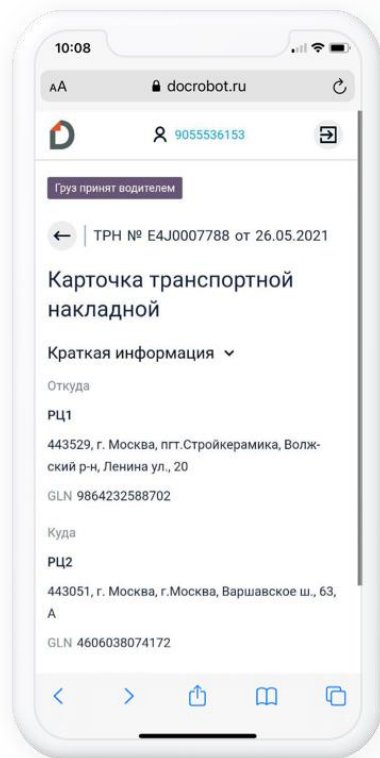 10:08
AA docrobot.ru
9055536153
Груз принят водителем
ТРН № E4J0007788 от 26.05.2021
Карточка транспортной
накладной
Краткая информация
Откуда
РЦ1
443529, г. Москва, пгт.Стройкерамика, Волж-
ский р-н, Ленина ул., 20
GLN 9864232588702
Куда
РЦ2
443051, г. Москва, г.Москва, Варшавское ш., 63,
А
GLN 4606038074172